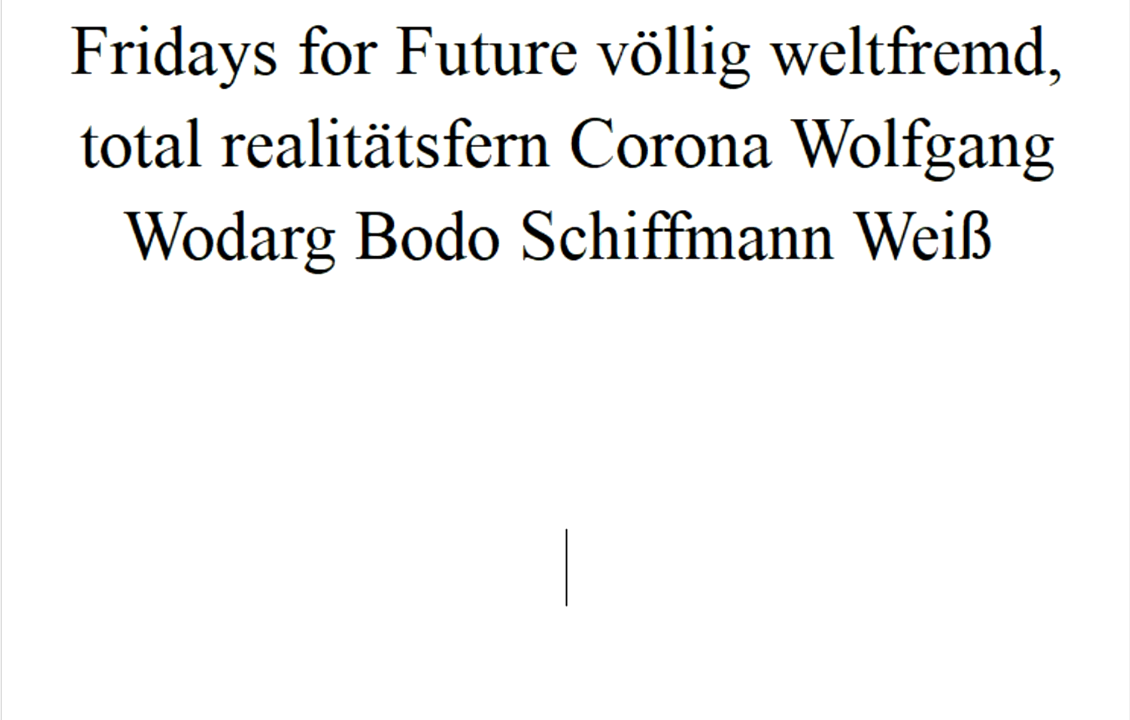 Fridays for Future völlig weltfremd,
total realitätsfern Corona Wolfgang
Wodarg Bodo Schiffmann Weiß